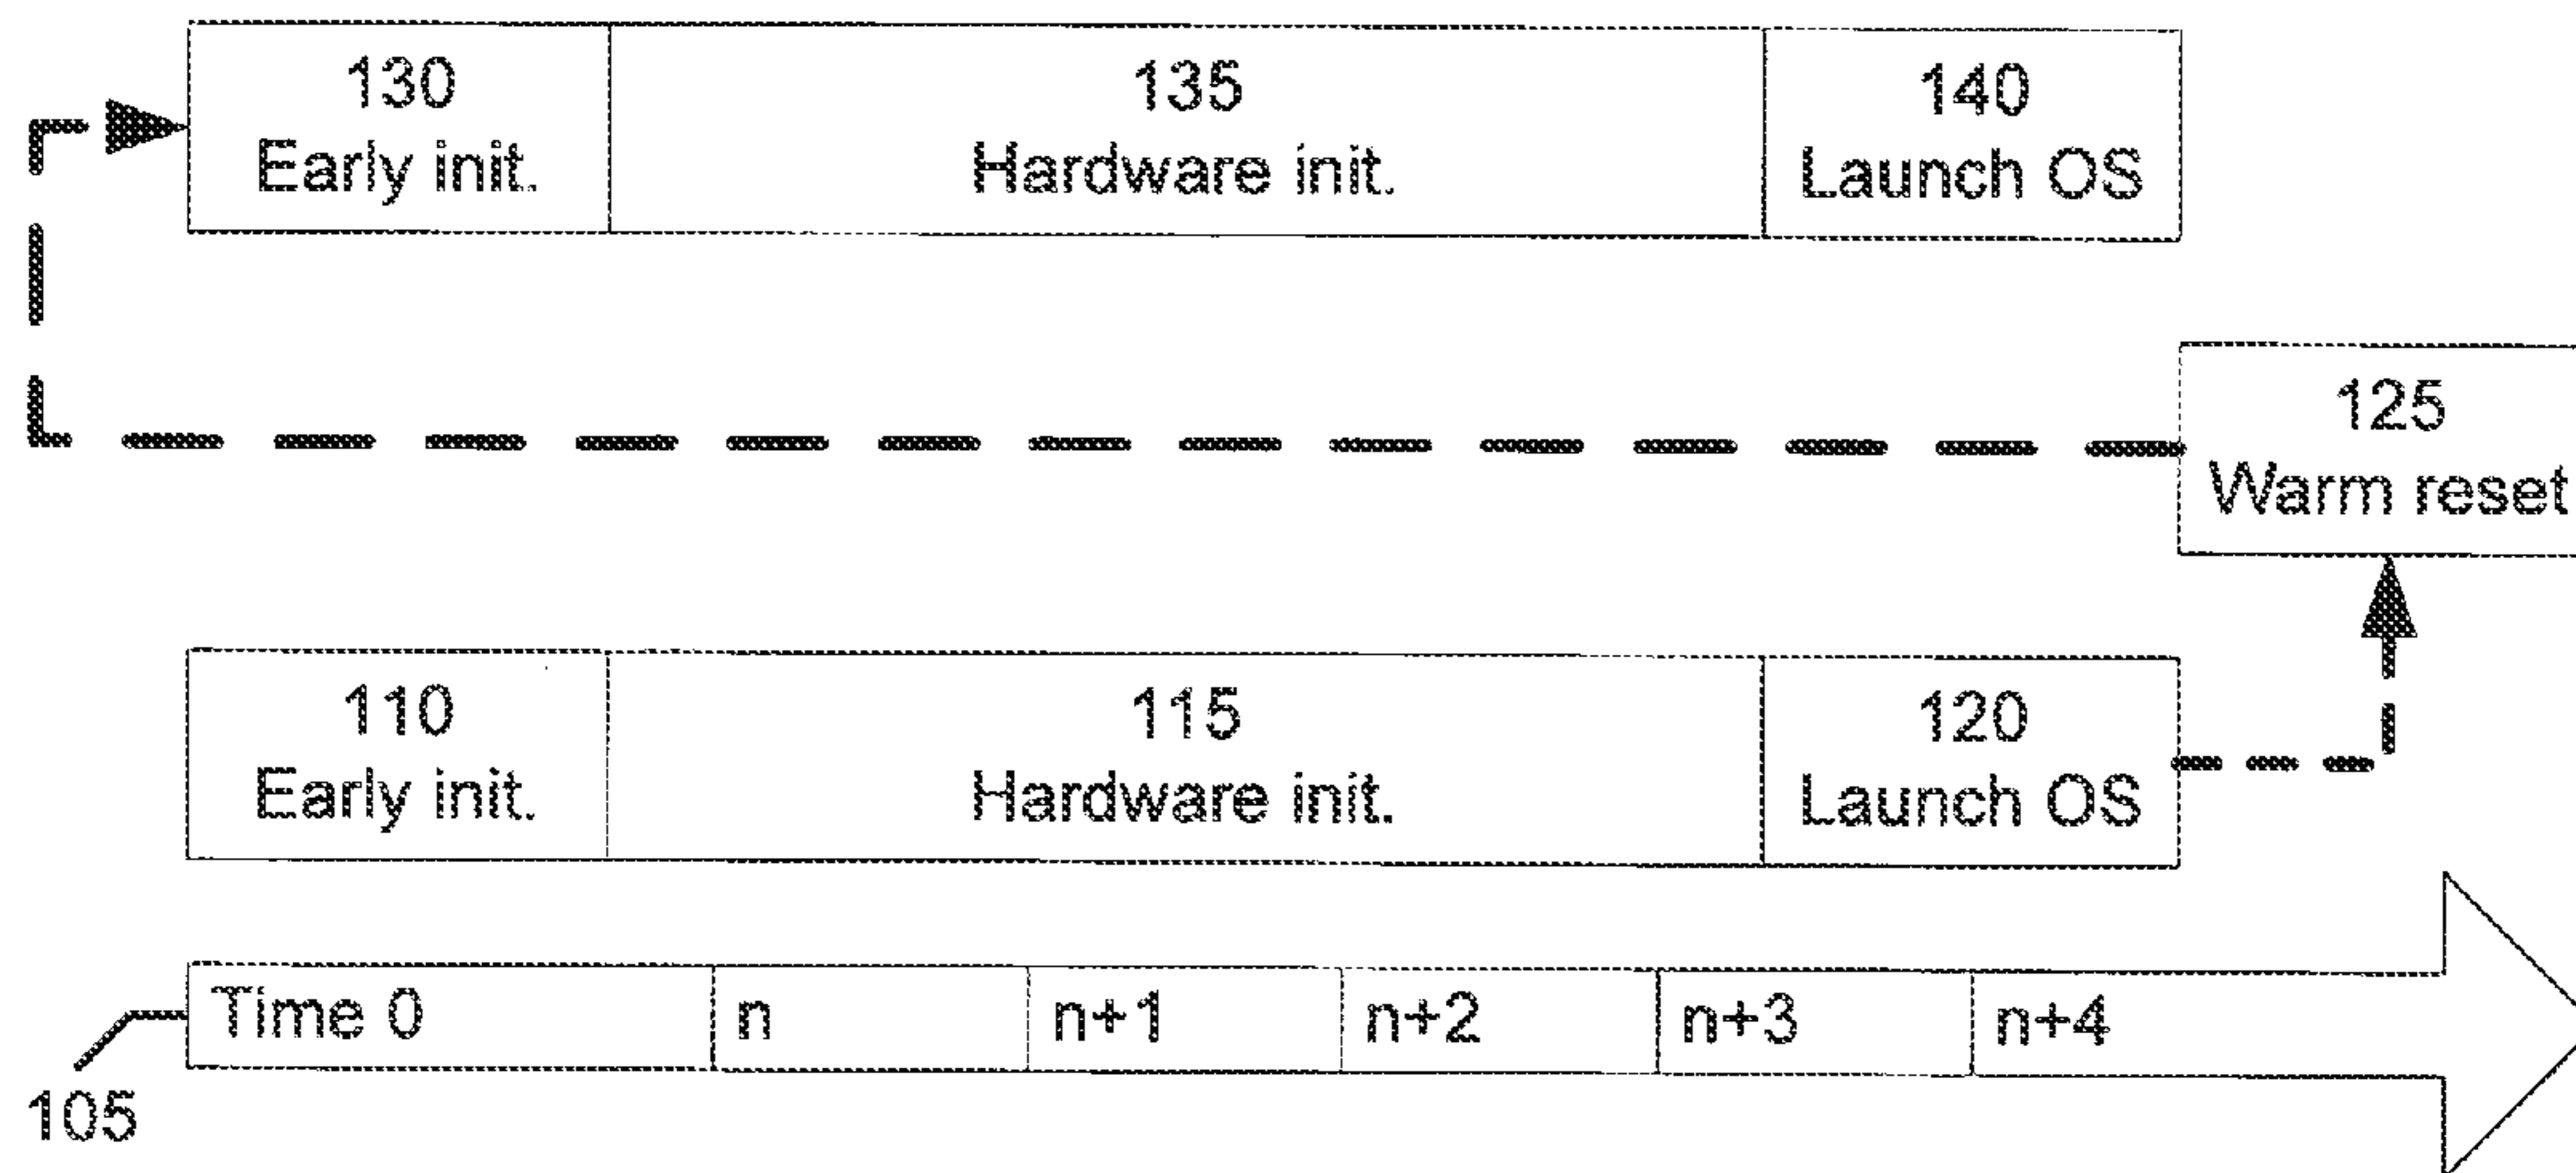 130
Early init.
135
Hardware init.
140
Launch OS
125
Warm reset
110
Early init.
115
Hardware init.
120
Launch OS
Time 0
n
n+1
n+2
n+3
n+4
105